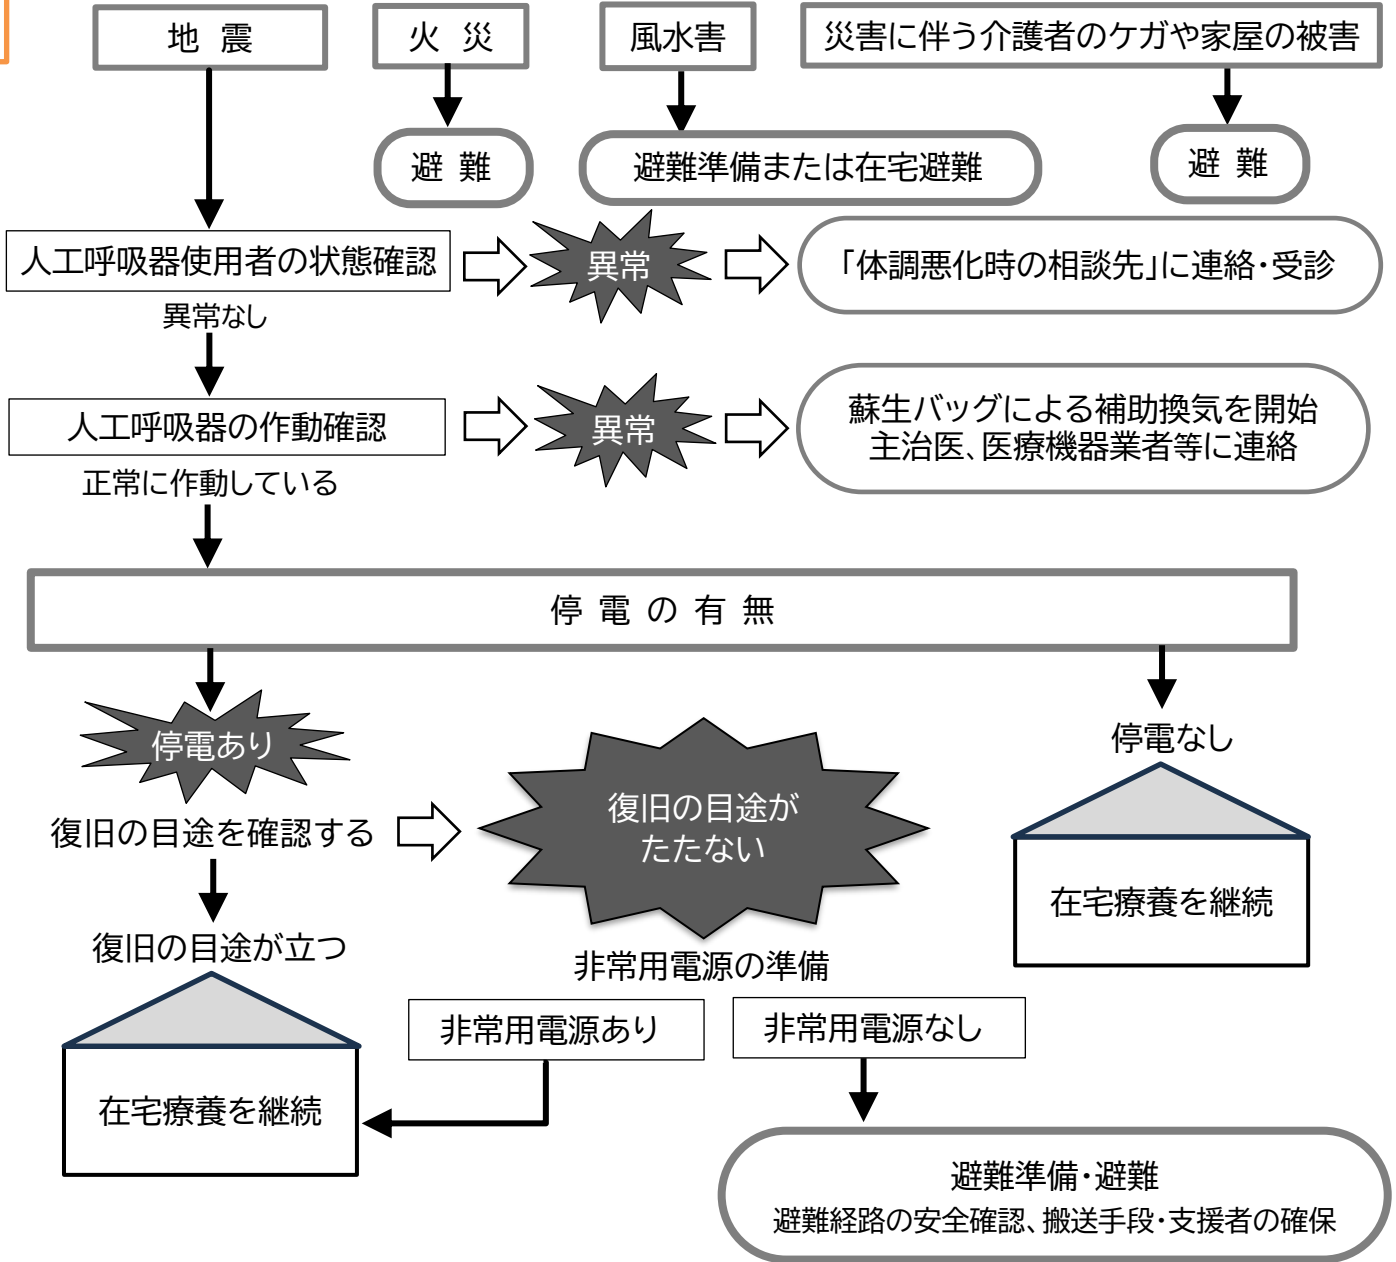 地 震
火 災
風水害
災害に伴う介護者のケガや家屋の被害
避 難
避難準備または在宅避難
避 難
人工呼吸器使用者の状態確認
異常
「体調悪化時の相談先」に連絡・受診
異常なし
人工呼吸器の作動確認
異常
蘇生バッグによる補助換気を開始
主治医、医療機器業者等に連絡
正常に作動している
停 電 の 有 無
停電あり
停電なし
復旧の目途を確認する
復旧の目途が
たたない
在宅療養を継続
復旧の目途が立つ
非常用電源の準備
非常用電源あり
非常用電源なし
在宅療養を継続
避難準備・避難
避難経路の安全確認、搬送手段・支援者の確保